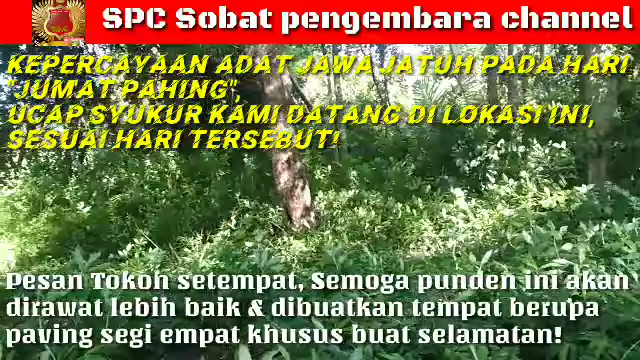 SPC Sobat pengembara channel
KEPERCAYAAN ADAT JAWA JATUH PADA HARI
"JUMAT PAHING",
UCAP SYUKUR KAMI DATANG DI LOKASI INI,
SESUAI HARI TERSEBUT!
Pesan Tokoh setempat, Semoga punden ini akan
dirawat lebih baik & dibuatkan tempat berupa
paving segi empat khusus buat selamatan!